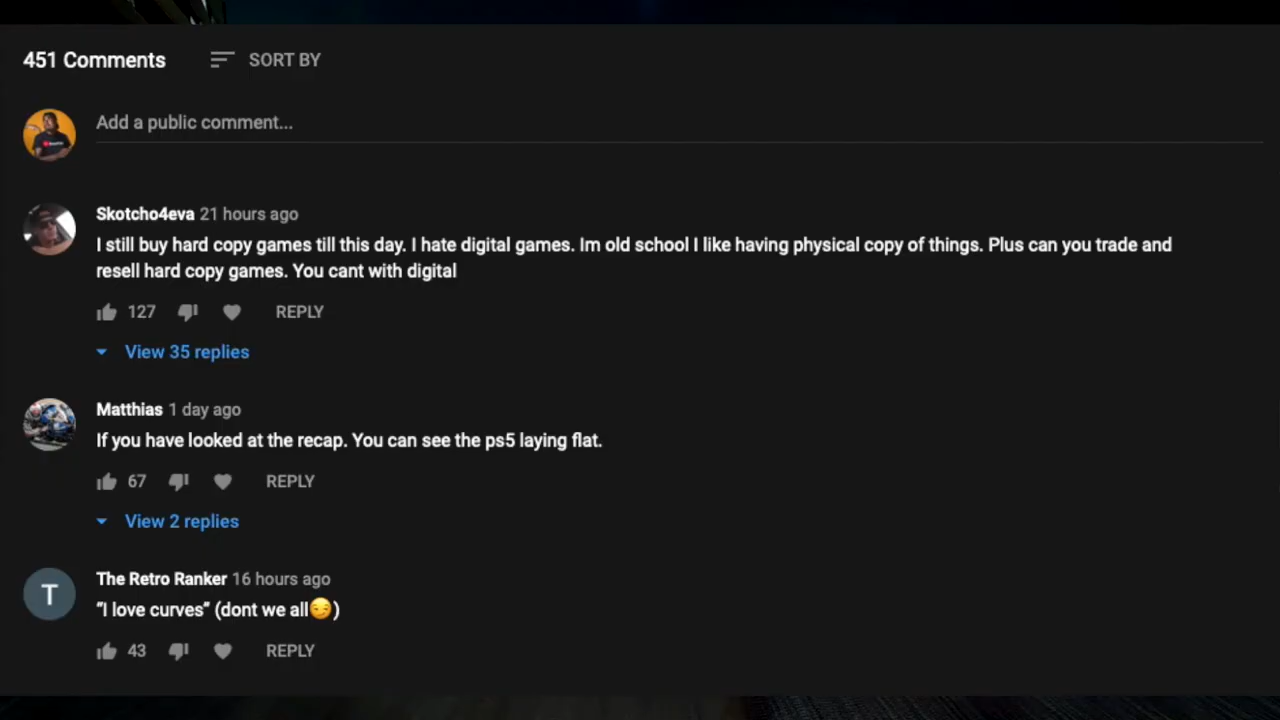 451 Comments SORT BY
Add a public comment...
Skotcho4eva 21 hours ago
I still buy hard copy games till this day. I hate digital games. Im old school I like having physical copy of things. Plus can you trade and
resell hard copy games. You cant with digital
127 REPLY
View 35 replies
Matthias 1 day ago
If you have looked at the recap. You can see the ps5 laying flat.
67 REPLY
View 2 replies
T
The Retro Ranker 16 hours ago
"I love curves" (dont we all😏)
43 REPLY